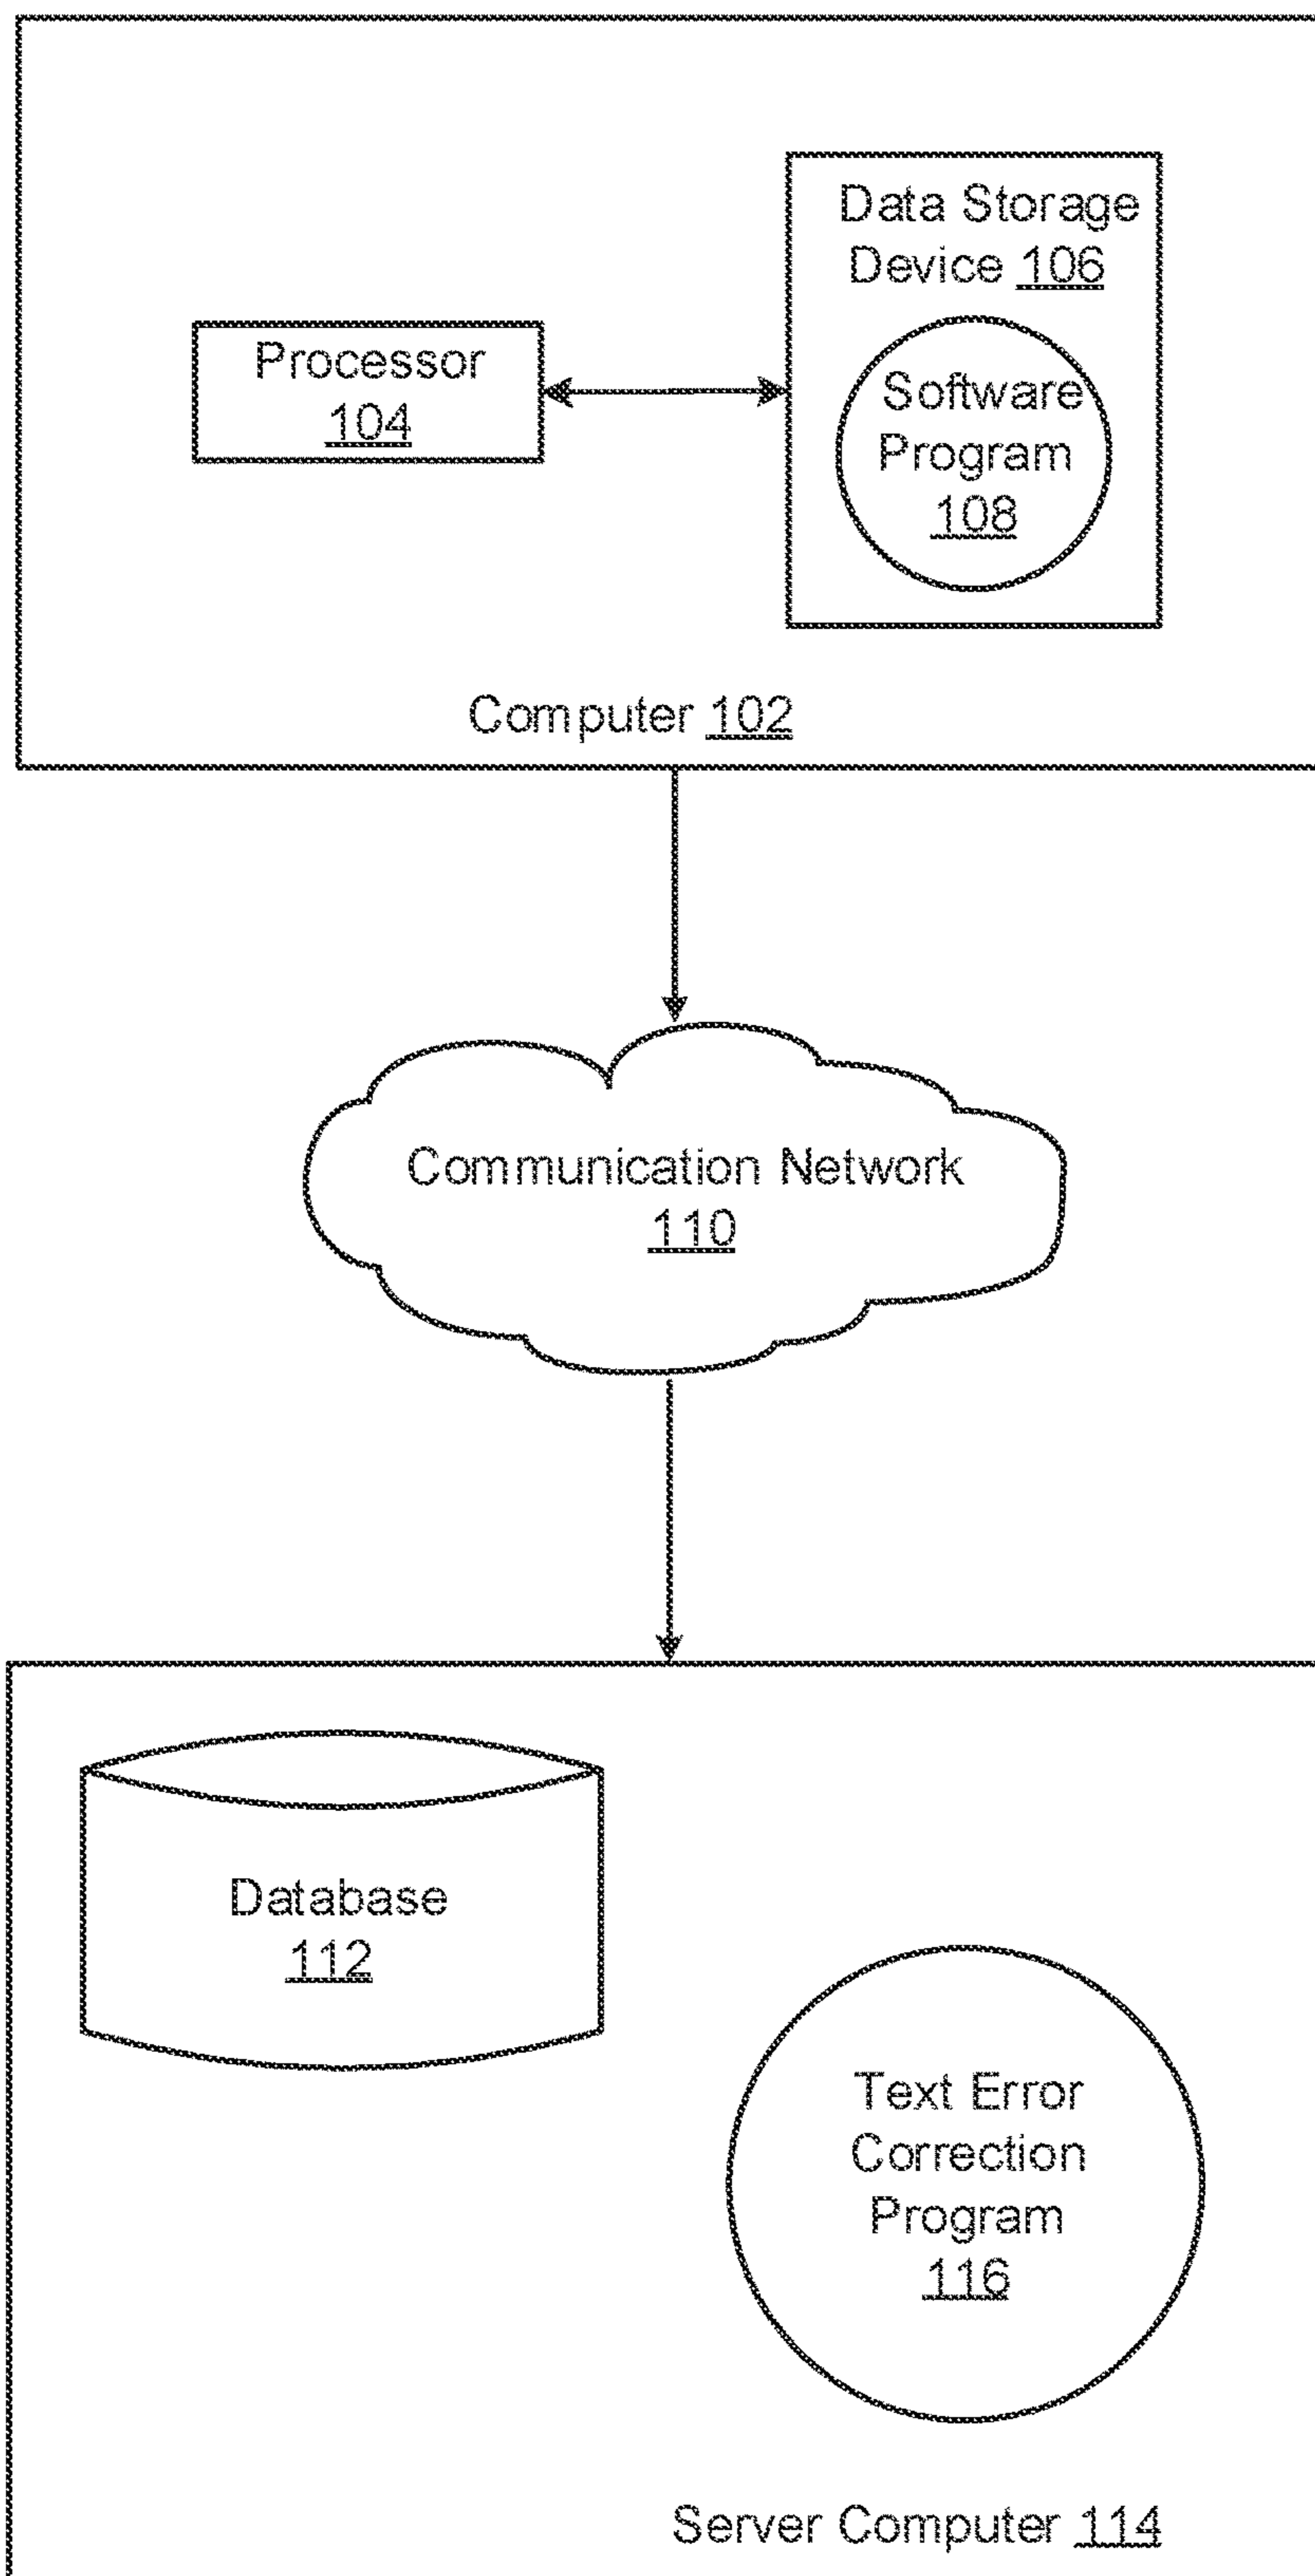 Data Storage
Device 106
Processor
104
Software
Program
108
Computer 102
Communication Network
110
Database
112
Text Error
Correction
Program
116
Server Computer 114